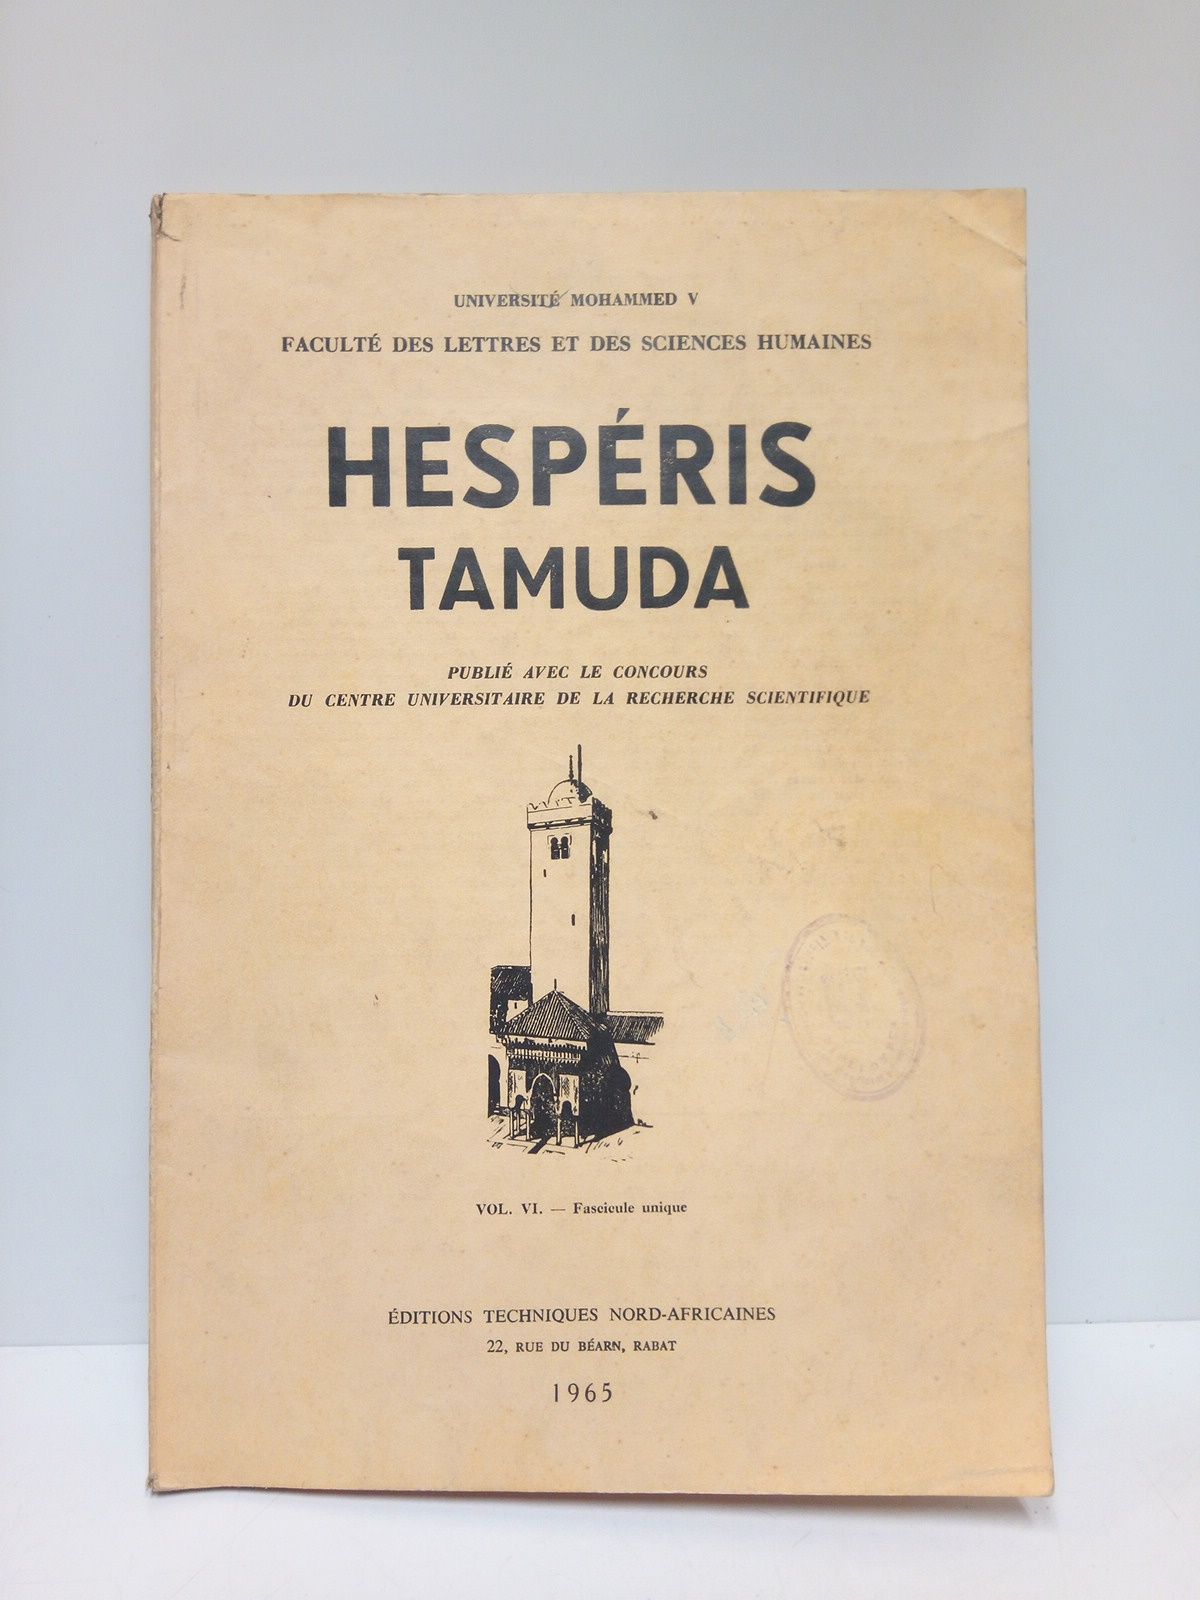 UNIVERSITÉ MOHAMMED V
FACULTÉ DES LETTRES ET DES SCIENCES HUMAINES
HESPÉRIS
TAMUDA
PUBLIÉ AVEC LE CONCOURS
DU CENTRE UNIVERSITAIRE DE LA RECHERCHE SCIENTIFIQUE
VOL. VI. — Fascicule unique
ÉDITIONS TECHNIQUES NORD-AFRICAINES
22, RUE DU BÉARN, RABAT
1965